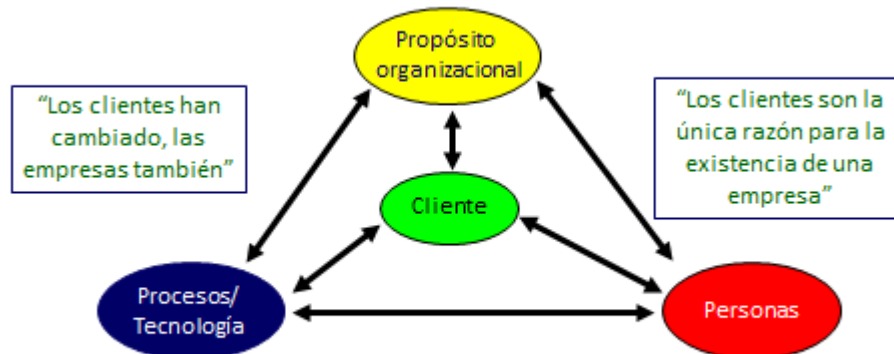 Propósito
organizacional
“Los clientes han
cambiado, las
empresas también”
“Los clientes son la
única razón para la
existencia de una
empresa”
Cliente
Procesos/
Tecnología
Personas